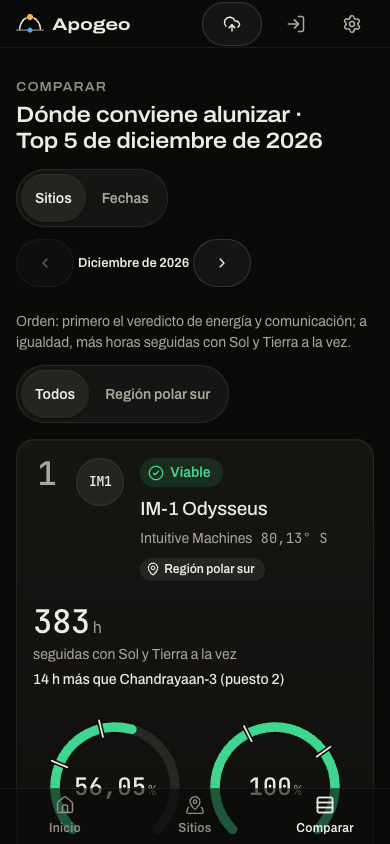 Apogeo
COMPARAR
Dónde conviene alunizar ·
Top 5 de diciembre de 2026
Sitios
Fechas
Diciembre de 2026
Orden: primero el veredicto de energía y comunicación; a
igualdad, más horas seguidas con Sol y Tierra a la vez.
Todos
Región polar sur
1
IM1
Viable
IM-1 Odysseus
Intuitive Machines 80,13° S
Región polar sur
383 h
seguidas con Sol y Tierra a la vez
14 h más que Chandrayaan-3 (puesto 2)
56,05%
100%
Inicio
Sitios
Comparar